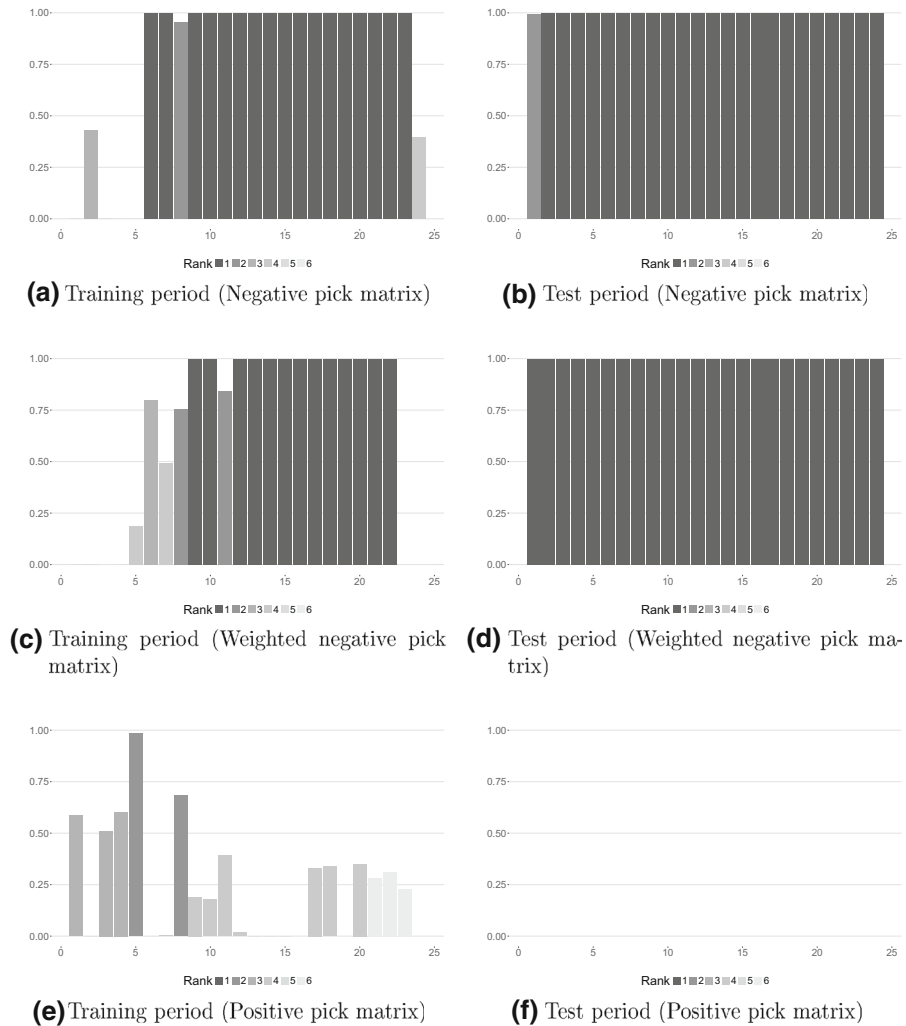 1.00
0.75
0.50
0.25
0.00
0 5 10 15 20 25
Rank 1 2 3 4 5 6
(a) Training period (Negative pick matrix)
1.00
0.75
0.50
0.25
0.00
0 5 10 15 20 25
Rank 1 2 3 4 5 6
(b) Test period (Negative pick matrix)
1.00
0.75
0.50
0.25
0.00
0 5 10 15 20 25
Rank 1 2 3 4 5 6
(c) Training period (Weighted negative pick
matrix)
1.00
0.75
0.50
0.25
0.00
0 5 10 15 20 25
Rank 1 2 3 4 5 6
(d) Test period (Weighted negative pick ma-
trix)
1.00
0.75
0.50
0.25
0.00
0 5 10 15 20 25
Rank 1 2 3 4 5 6
(e) Training period (Positive pick matrix)
1.00
0.75
0.50
0.25
0.00
0 5 10 15 20 25
Rank 1 2 3 4 5 6
(f) Test period (Positive pick matrix)